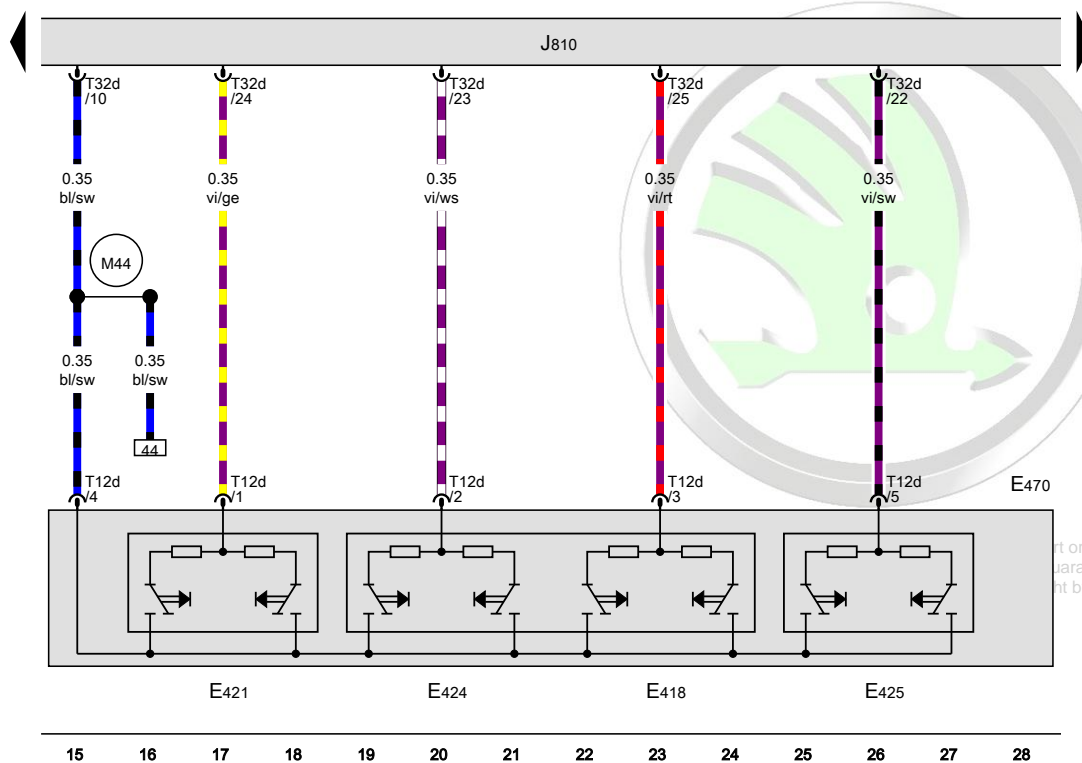 J810
T32d
/10
T32d
/24
T32d
/23
T32d
/25
T32d
/22
0.35
bl/sw
0.35
vi/ge
0.35
vi/ws
0.35
vi/rt
0.35
vi/sw
M44
0.35
bl/sw
0.35
bl/sw
44
T12d
/4
T12d
/1
T12d
/2
T12d
/3
T12d
/5
E470
rt or
ht b
E421
E424
E418
E425
15 16 17 18 19 20 21 22 23 24 25 26 27 28